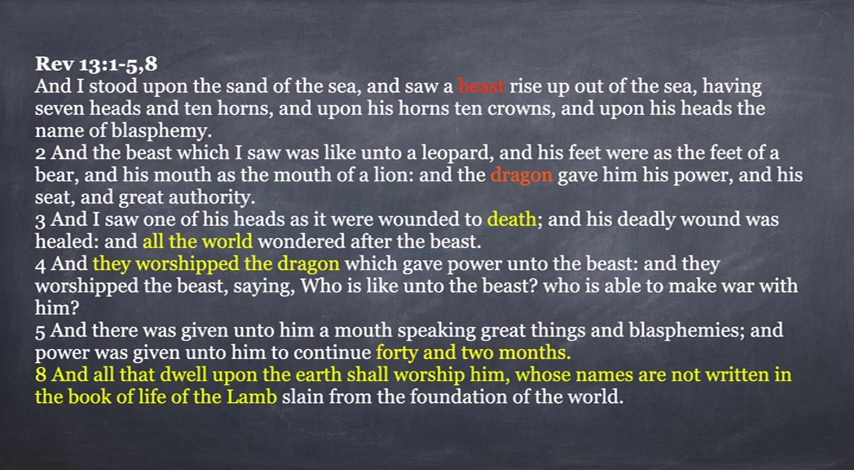 Rev 13:1-5,8
And I stood upon the sand of the sea, and saw a beast rise up out of the sea, having
seven heads and ten horns, and upon his horns ten crowns, and upon his heads the
name of blasphemy.
2 And the beast which I saw was like unto a leopard, and his feet were as the feet of a
bear, and his mouth as the mouth of a lion: and the dragon gave him his power, and his
seat, and great authority.
3 And I saw one of his heads as it were wounded to death; and his deadly wound was
healed: and all the world wondered after the beast.
4 And they worshipped the dragon which gave power unto the beast: and they
worshipped the beast, saying, Who is like unto the beast? who is able to make war with
him?
5 And there was given unto him a mouth speaking great things and blasphemies; and
power was given unto him to continue forty and two months.
8 And all that dwell upon the earth shall worship him, whose names are not written in
the book of life of the Lamb slain from the foundation of the world.